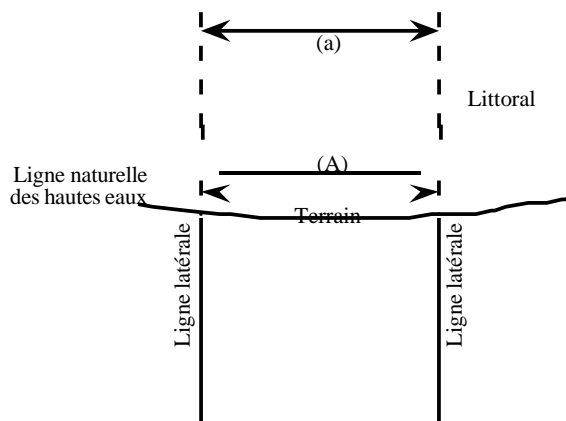 (a)
Littoral
(A)
Ligne naturelle
des hautes eaux
Terrain
Ligne latérale
Ligne latérale